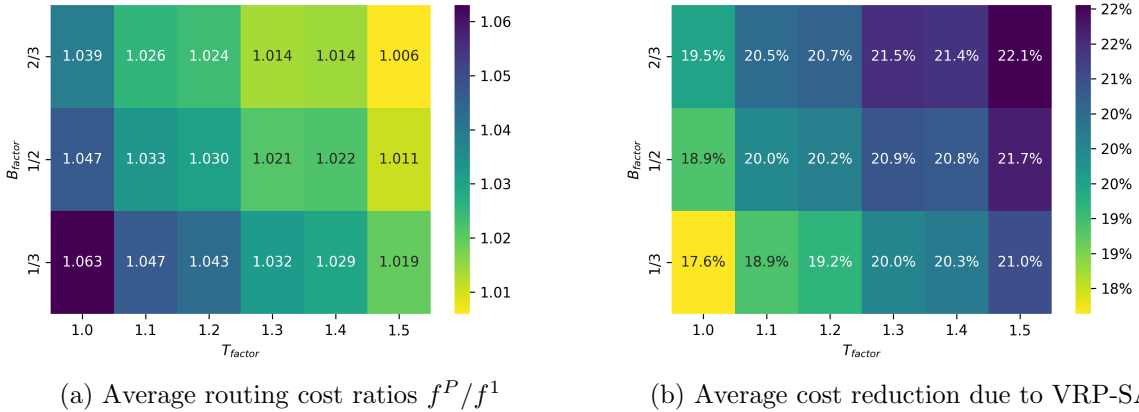 2/3
1.039 1.026 1.024 1.014 1.014 1.006
1/2
1.047 1.033 1.030 1.021 1.022 1.011
1/3
1.063 1.047 1.043 1.032 1.029 1.019
B_factor
1.0 1.1 1.2 1.3 1.4 1.5
T_factor
1.06
1.05
1.04
1.03
1.02
1.01
(a) Average routing cost ratios f^P/f^1
2/3
19.5% 20.5% 20.7% 21.5% 21.4% 22.1%
1/2
18.9% 20.0% 20.2% 20.9% 20.8% 21.7%
1/3
17.6% 18.9% 19.2% 20.0% 20.3% 21.0%
B_factor
1.0 1.1 1.2 1.3 1.4 1.5
T_factor
22%
22%
21%
21%
20%
20%
19%
19%
18%
(b) Average cost reduction due to VRP-SA